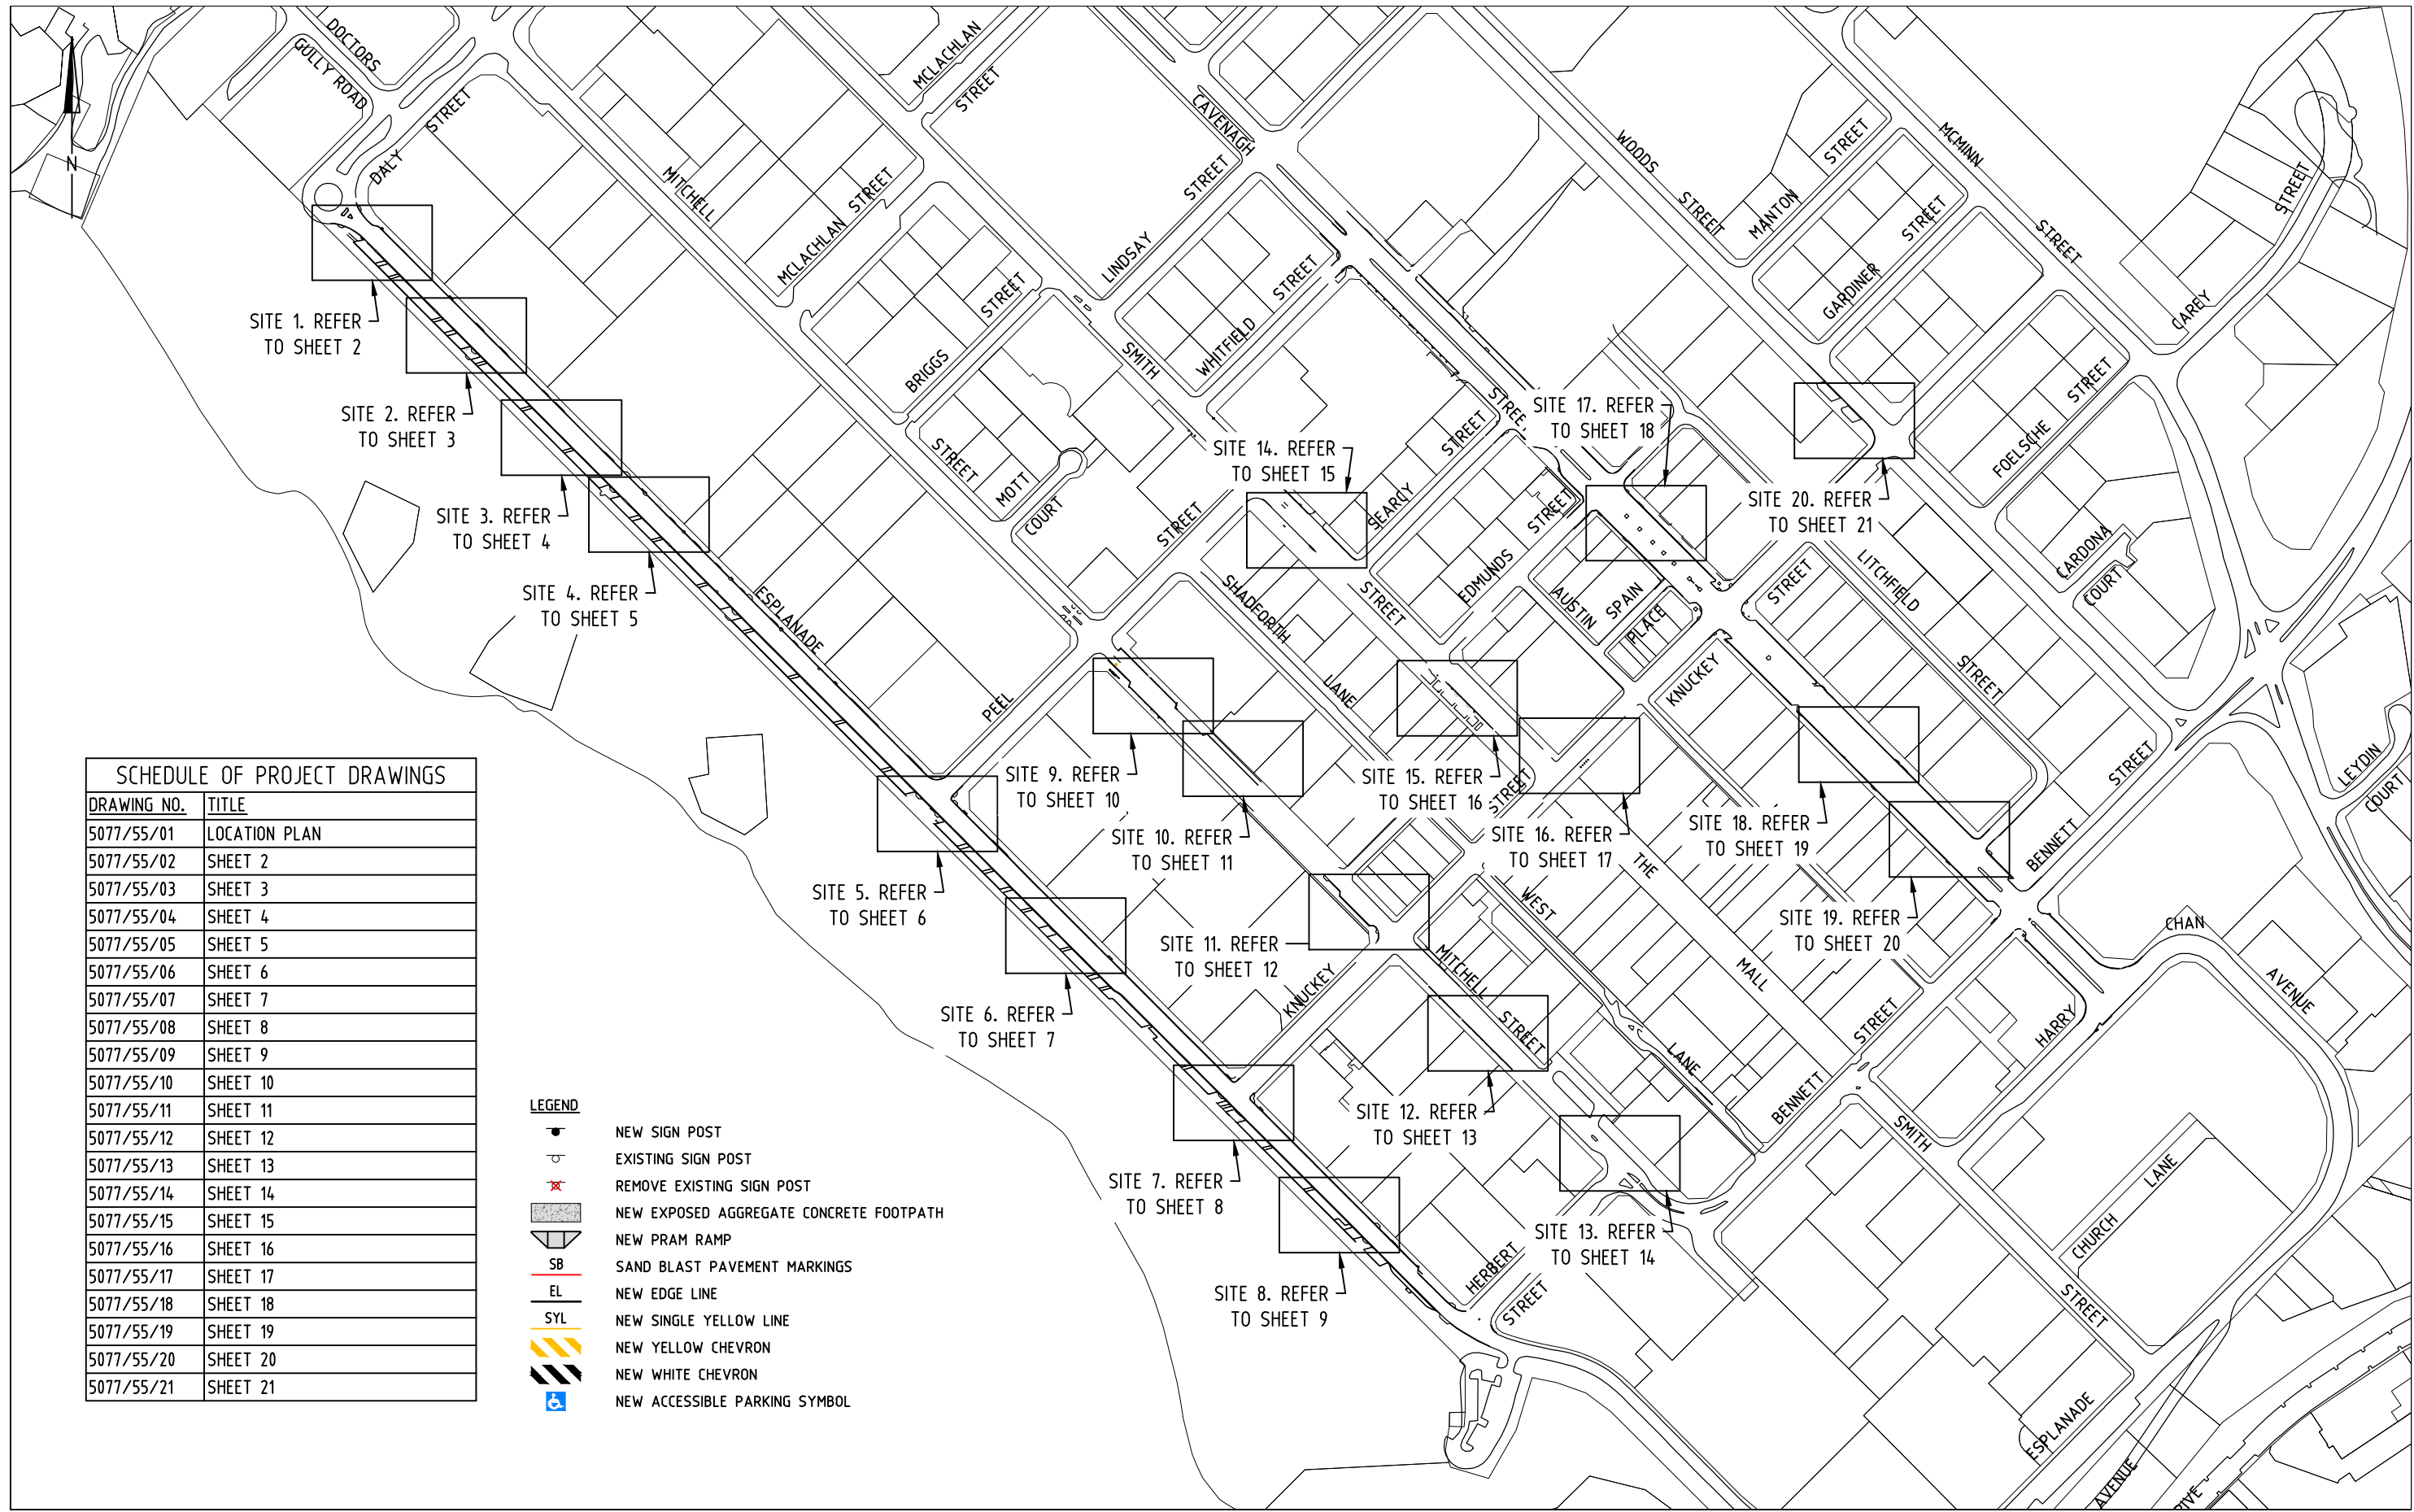 DOCTORS
GULLY ROAD
DALY
STREET
N
MITCHELL
MCLACHLAN
STREET
MCLACHLAN
STREET
CAVENAGH
LINDSAY
STREET
WHITFIELD
STREET
BRIGGS
STREET
SMITH
STREET
MOTT
COURT
STREET
WOODS
STREET
MANTON
STREET
MCMINN
STREET
GARDINER
STREET
CAREY
STREET
FOELSCHE
STREET
CARDONA
COURT
LITCHFIELD
STREET
SEARCY
STREET
EDMUNDS
STREET
AUSTIN
SPAIN
PLACE
STREET
KNUCKEY
STREET
SHADFORTH
LANE
STREET
PEEL
ESPLANADE
STREET
KNUCKEY
MITCHELL
STREET
WEST
LANE
THE
MALL
BENNETT
STREET
BENNETT
STREET
LEYDIN
COURT
CHAN
AVENUE
HARRY
SMITH
STREET
CHURCH
LANE
HERBERT
STREET
ESPLANADE
AVENUE
SITE 1. REFER
TO SHEET 2
SITE 2. REFER
TO SHEET 3
SITE 3. REFER
TO SHEET 4
SITE 4. REFER
TO SHEET 5
SITE 5. REFER
TO SHEET 6
SITE 6. REFER
TO SHEET 7
SITE 7. REFER
TO SHEET 8
SITE 8. REFER
TO SHEET 9
SITE 9. REFER
TO SHEET 10
SITE 10. REFER
TO SHEET 11
SITE 11. REFER
TO SHEET 12
SITE 12. REFER
TO SHEET 13
SITE 13. REFER
TO SHEET 14
SITE 14. REFER
TO SHEET 15
SITE 15. REFER
TO SHEET 16
SITE 16. REFER
TO SHEET 17
SITE 17. REFER
TO SHEET 18
SITE 18. REFER
TO SHEET 19
SITE 19. REFER
TO SHEET 20
SITE 20. REFER
TO SHEET 21
SCHEDULE OF PROJECT DRAWINGS
DRAWING NO. TITLE
5077/55/01 LOCATION PLAN
5077/55/02 SHEET 2
5077/55/03 SHEET 3
5077/55/04 SHEET 4
5077/55/05 SHEET 5
5077/55/06 SHEET 6
5077/55/07 SHEET 7
5077/55/08 SHEET 8
5077/55/09 SHEET 9
5077/55/10 SHEET 10
5077/55/11 SHEET 11
5077/55/12 SHEET 12
5077/55/13 SHEET 13
5077/55/14 SHEET 14
5077/55/15 SHEET 15
5077/55/16 SHEET 16
5077/55/17 SHEET 17
5077/55/18 SHEET 18
5077/55/19 SHEET 19
5077/55/20 SHEET 20
5077/55/21 SHEET 21
LEGEND
NEW SIGN POST
EXISTING SIGN POST
REMOVE EXISTING SIGN POST
NEW EXPOSED AGGREGATE CONCRETE FOOTPATH
NEW PRAM RAMP
SB SAND BLAST PAVEMENT MARKINGS
EL NEW EDGE LINE
SYL NEW SINGLE YELLOW LINE
NEW YELLOW CHEVRON
NEW WHITE CHEVRON
NEW ACCESSIBLE PARKING SYMBOL